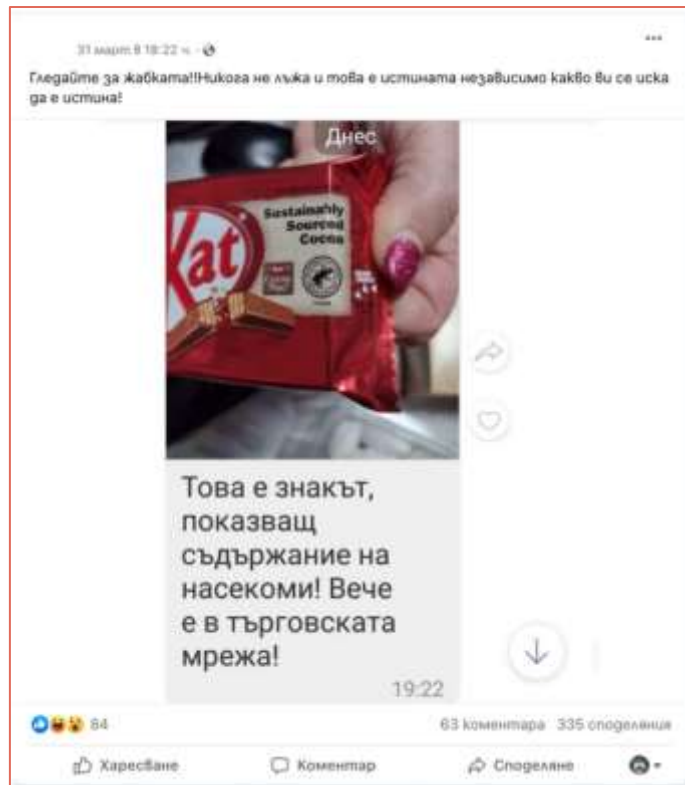 31 март в 18:22 ч.
Гледайте за жабката!!Никога не лъжа и това е истината независимо какво ви се иска
да е истина!
Днес
Sustainably
Sourced
Cocoa
Kat
Това е знакът,
показващ
съдържание на
насекоми! Вече
е в търговската
мрежа!
19:22
84
63 коментара 335 споделяния
Харесване Коментар Споделяне